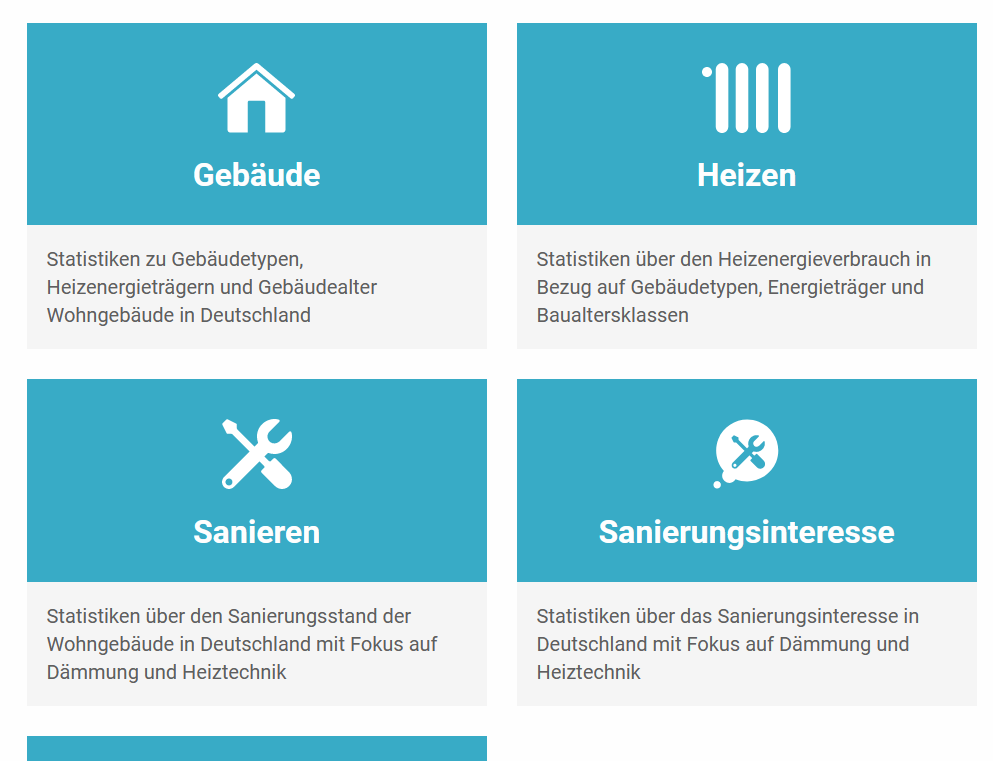 Gebäude
Statistiken zu Gebäudetypen,
Heizenergieträgern und Gebäudealter
Wohngebäude in Deutschland
Heizen
Statistiken über den Heizenergieverbrauch in
Bezug auf Gebäudetypen, Energieträger und
Baualtersklassen
Sanieren
Statistiken über den Sanierungsstand der
Wohngebäude in Deutschland mit Fokus auf
Dämmung und Heiztechnik
Sanierungsinteresse
Statistiken über das Sanierungsinteresse in
Deutschland mit Fokus auf Dämmung und
Heiztechnik